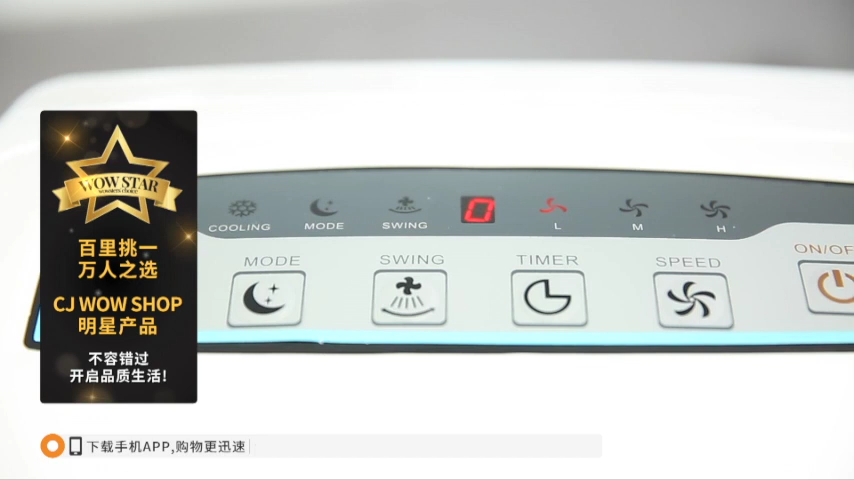 WOW STAR
wowsters choice
百里挑一
万人之选
CJ WOW SHOP
明星产品
不容错过
开启品质生活!
COOLING
MODE
SWING
0
L
M
H
MODE
SWING
TIMER
SPEED
ON/OF
下载手机APP,购物更迅速